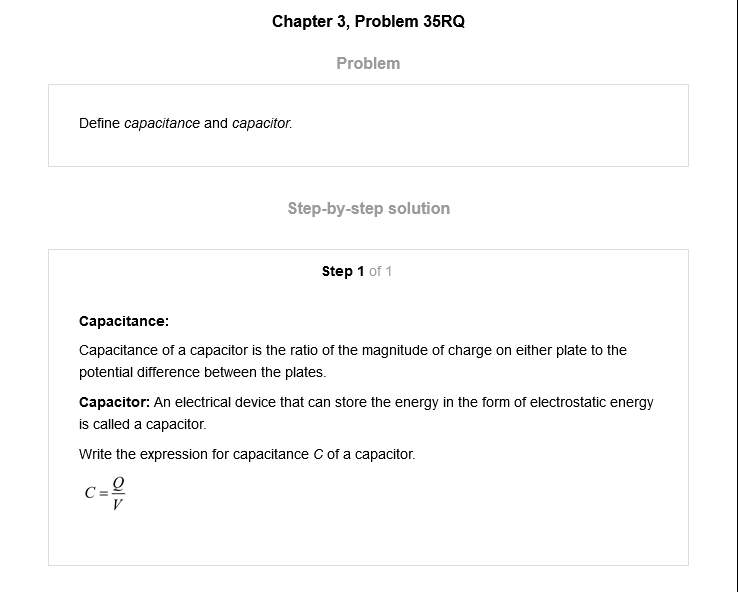 Chapter 3, Problem 35RQ
Problem
Define capacitance and capacitor.
Step-by-step solution
Step 1 of 1
Capacitance:
Capacitance of a capacitor is the ratio of the magnitude of charge on either plate to the
potential difference between the plates.
Capacitor: An electrical device that can store the energy in the form of electrostatic energy
is called a capacitor.
Write the expression for capacitance C of a capacitor.
C = Q/V